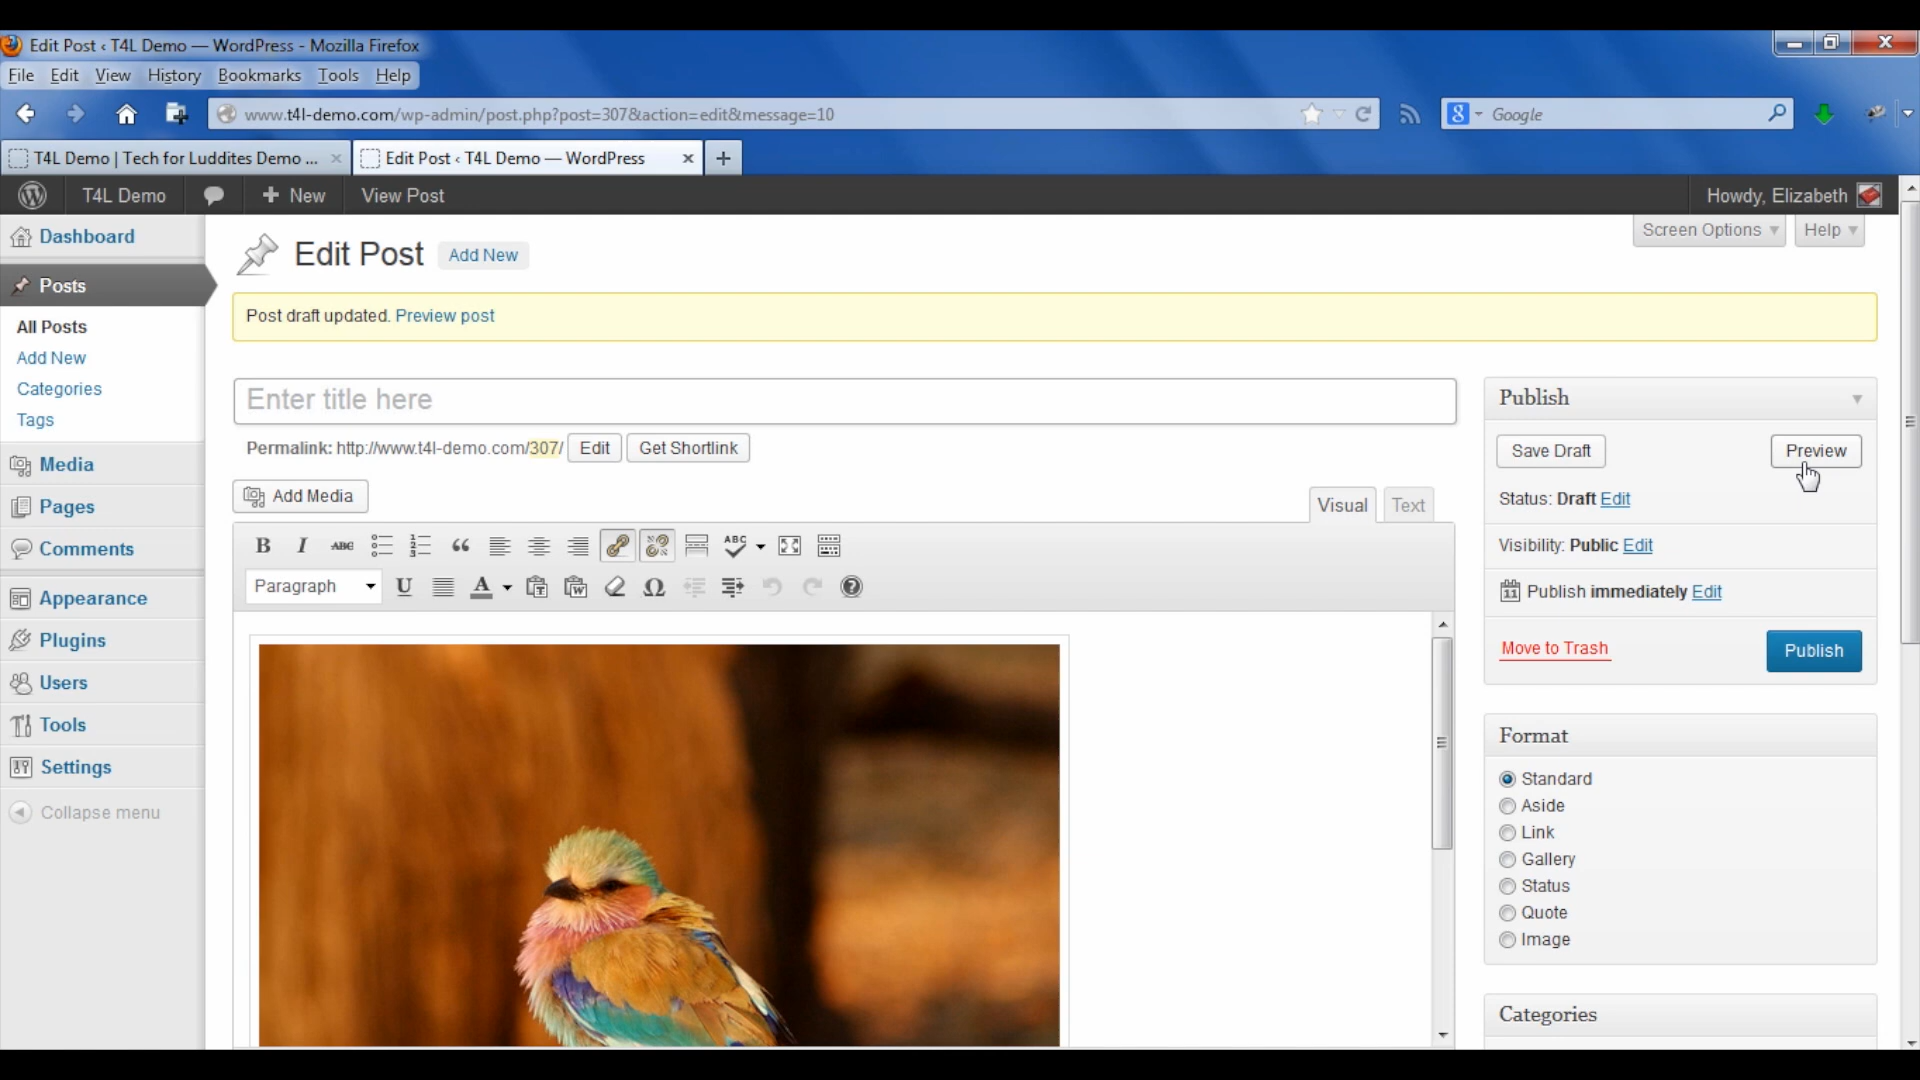 Edit Post ‹ T4L Demo — WordPress - Mozilla Firefox
File Edit View History Bookmarks Tools Help
www.t4l-demo.com/wp-admin/post.php?post=307&action=edit&message=10
Google
T4L Demo | Tech for Luddites Demo ...
Edit Post ‹ T4L Demo — WordPress
T4L Demo
New
View Post
Howdy, Elizabeth
Screen Options
Help
Dashboard
Posts
All Posts
Add New
Categories
Tags
Media
Pages
Comments
Appearance
Plugins
Users
Tools
Settings
Collapse menu
Edit Post
Add New
Post draft updated. Preview post
Enter title here
Permalink: http://www.t4l-demo.com/307/ Edit Get Shortlink
Add Media
Visual Text
B I ABC ABC
Paragraph U A
Publish
Save Draft
Preview
Status: Draft Edit
Visibility: Public Edit
Publish immediately Edit
Move to Trash
Publish
Format
Standard
Aside
Link
Gallery
Status
Quote
Image
Categories